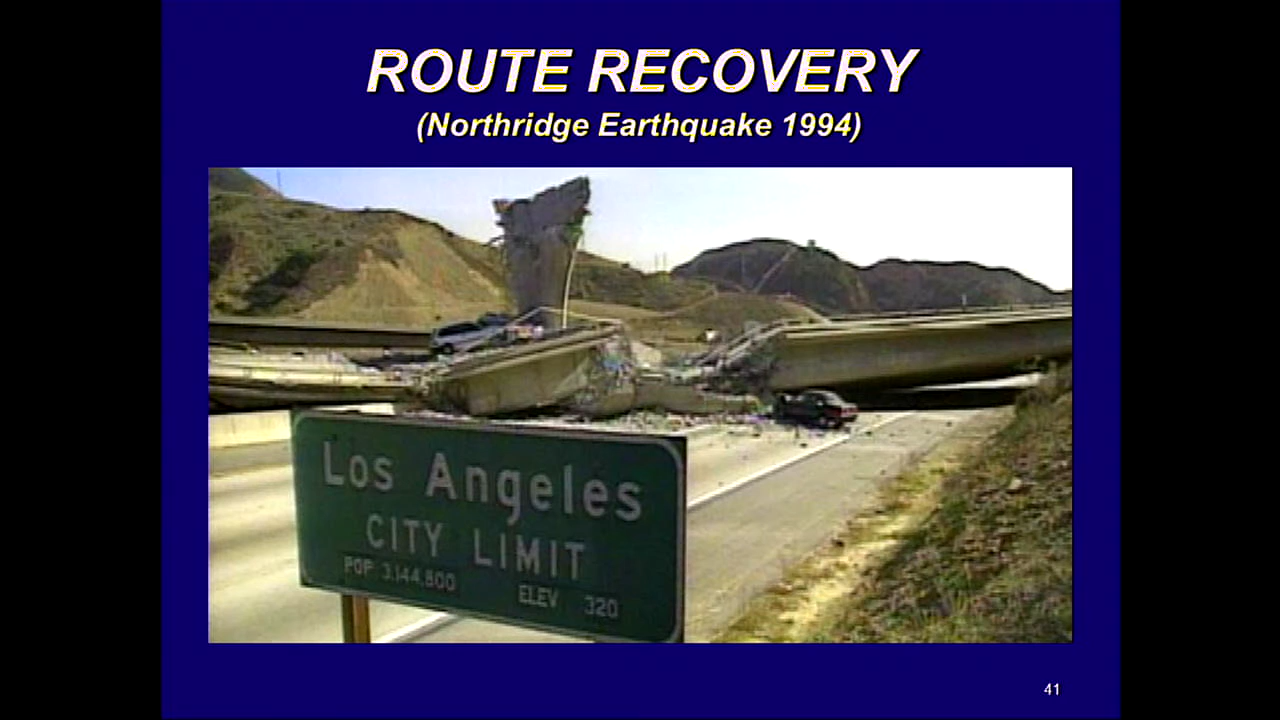 ROUTE RECOVERY
(Northridge Earthquake 1994)
Los Angeles
CITY LIMIT
POP 3,144,800 ELEV 320
41